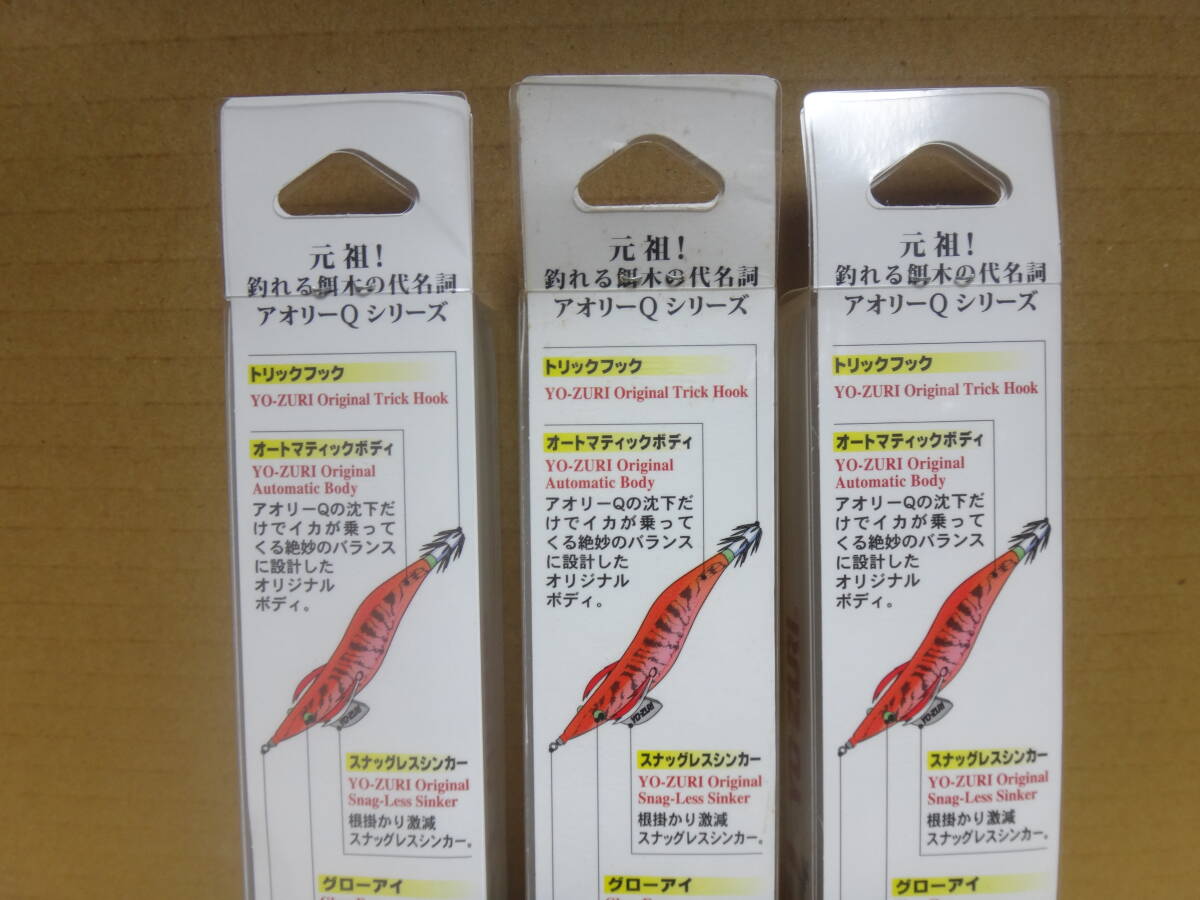 元祖!
釣れる餌木の代名詞
アオリーQ シリーズ
トリックフック
YO-ZURI Original Trick Hook
オートマティックボディ
YO-ZURI Original
Automatic Body
アオリーQの沈下だ
けでイカが乗って
くる絶妙のバランス
に設計した
オリジナル
ボディ。
YO-ZURI
スナッグレスシンカー
YO-ZURI Original
Snag-Less Sinker
根掛かり激減
スナッグレスシンカー。
グローアイ
元祖!
釣れる餌木の代名詞
アオリーQ シリーズ
トリックフック
YO-ZURI Original Trick Hook
オートマティックボディ
YO-ZURI Original
Automatic Body
アオリーQの沈下だ
けでイカが乗って
くる絶妙のバランス
に設計した
オリジナル
ボディ。
YO-ZURI
スナッグレスシンカー
YO-ZURI Original
Snag-Less Sinker
根掛かり激減
スナッグレスシンカー。
グローアイ
元祖!
釣れる餌木の代名詞
アオリーQ シリーズ
トリックフック
YO-ZURI Original Trick Hook
オートマティックボディ
YO-ZURI Original
Automatic Body
アオリーQの沈下だ
けでイカが乗って
くる絶妙のバランス
に設計した
オリジナル
ボディ。
YO-ZURI
スナッグレスシンカー
YO-ZURI Original
Snag-Less Sinker
根掛かり激減
スナッグレスシンカー。
グローアイ